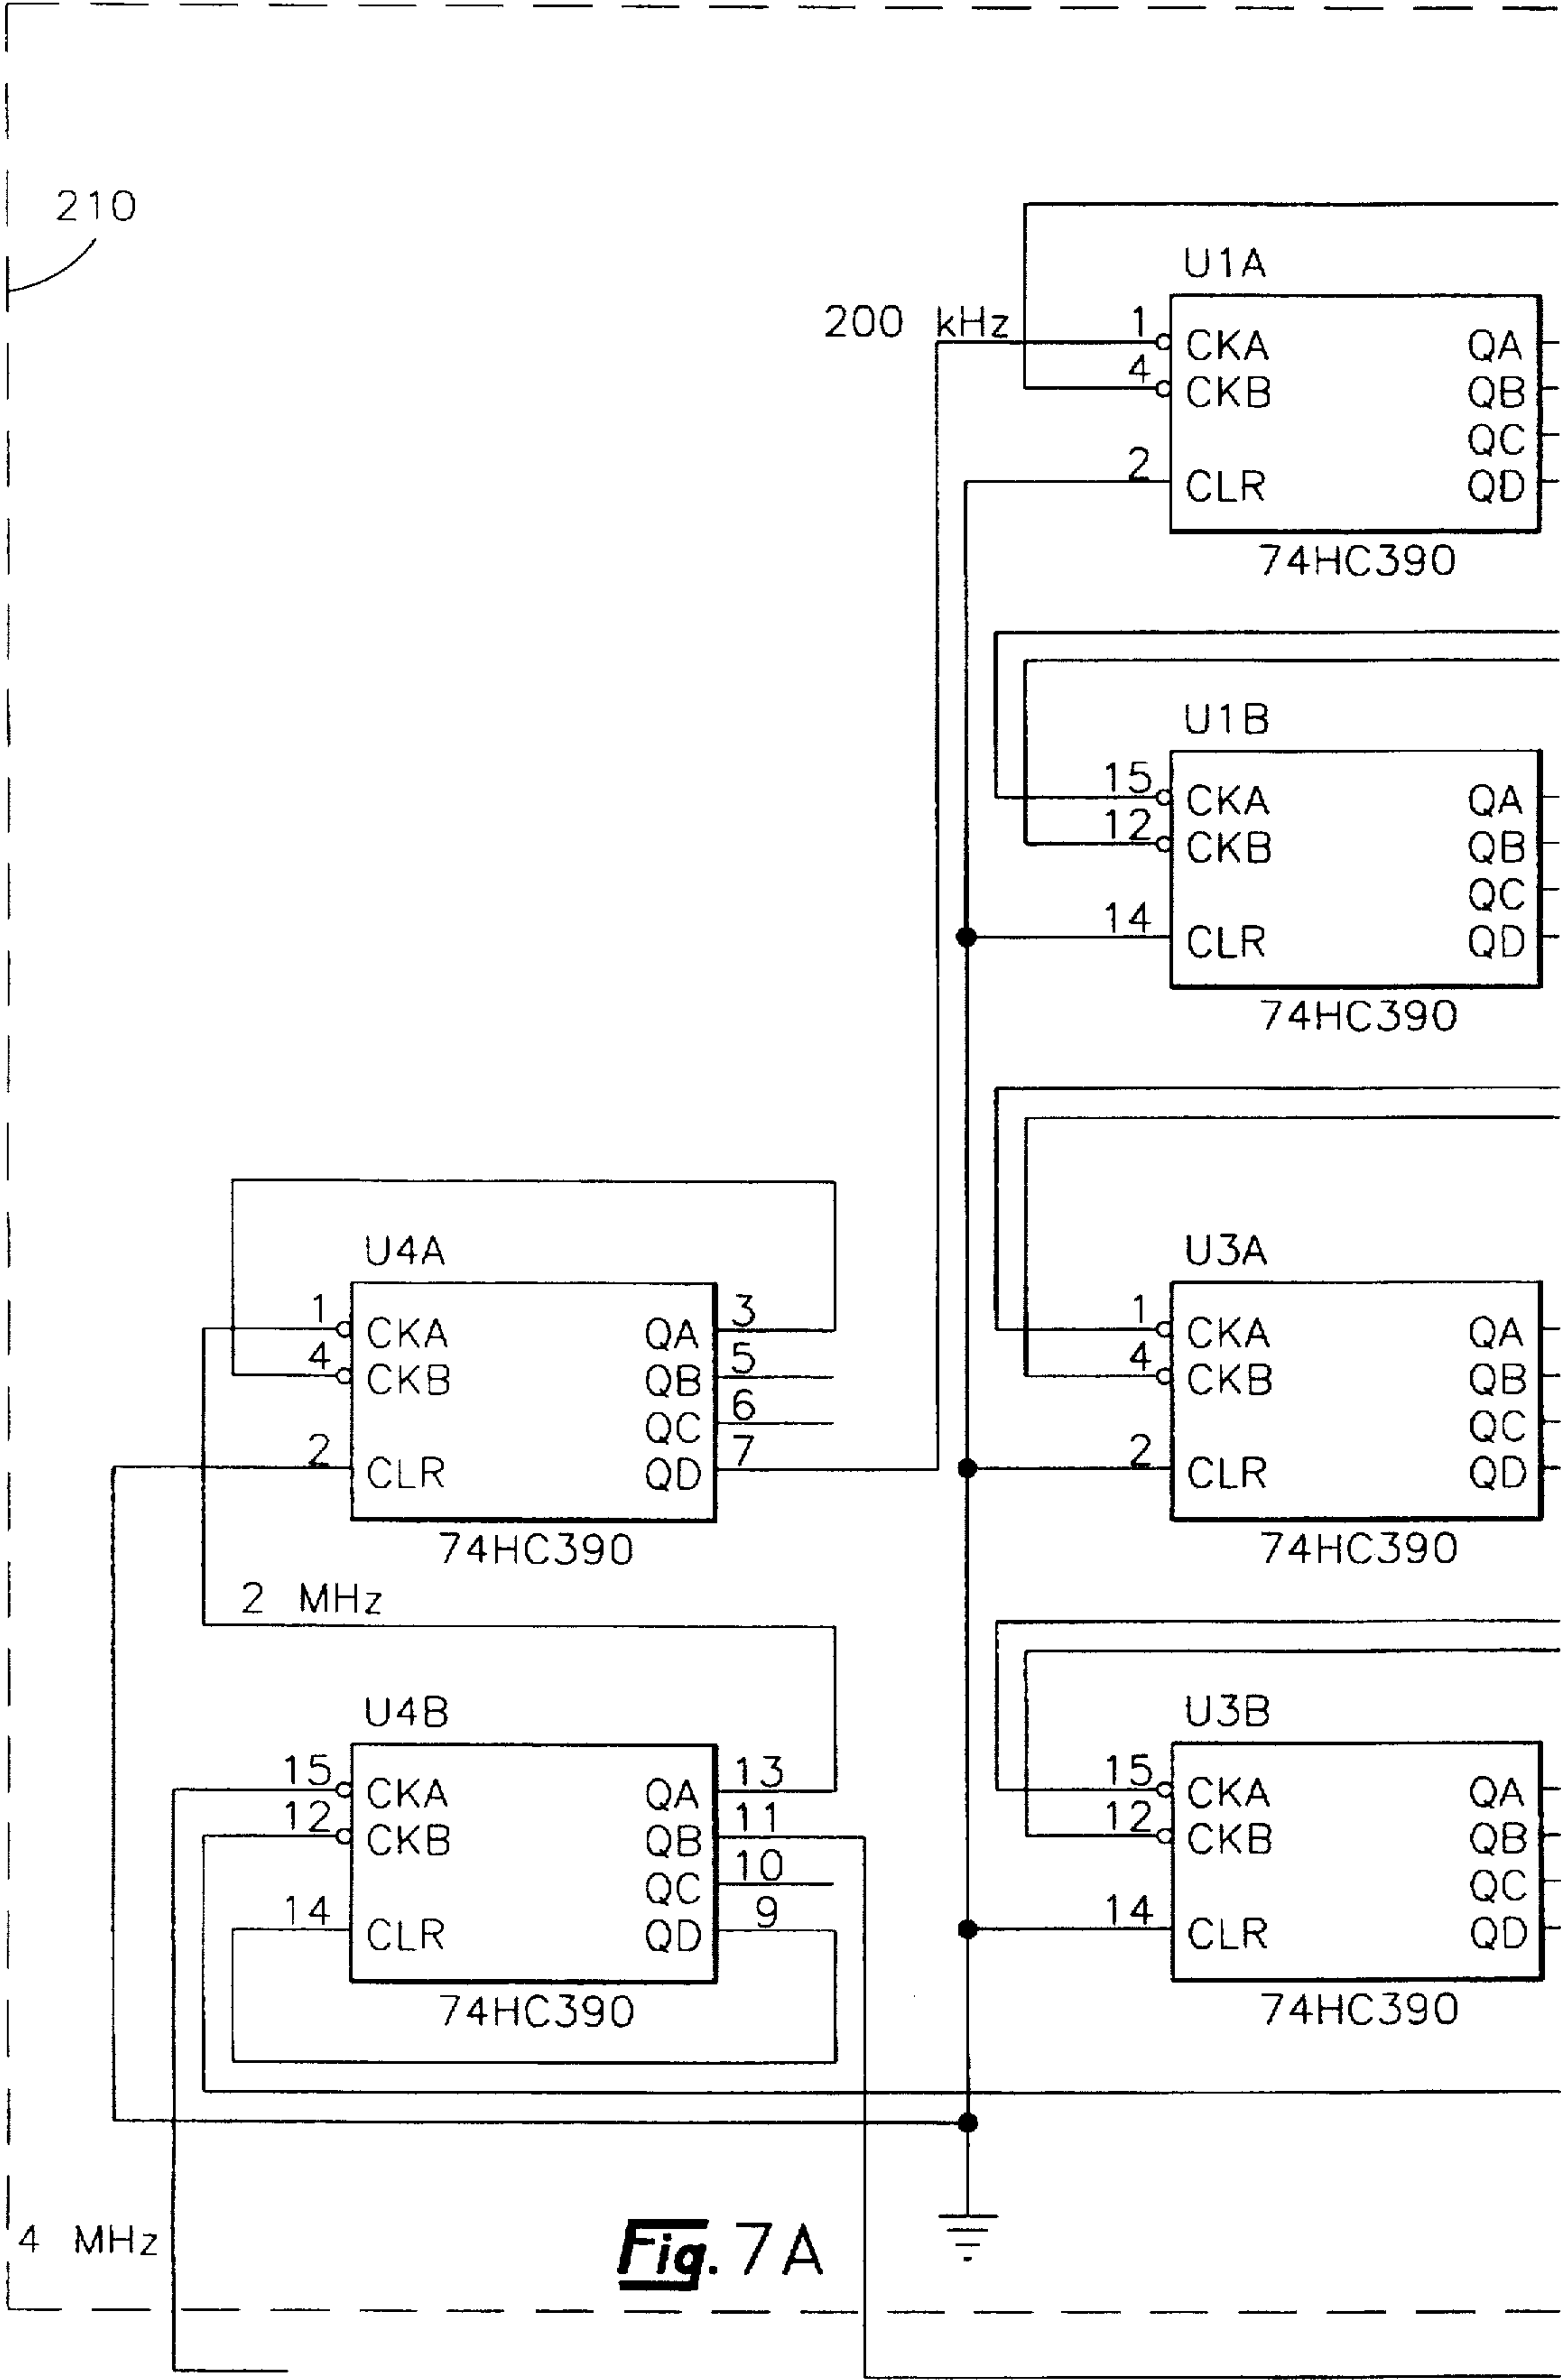 210
U1A
200 kHz
1
CKA
QA
4
CKB
QB
QC
2
CLR
QD
74HC390
U1B
15
CKA
QA
12
CKB
QB
QC
14
CLR
QD
74HC390
U4A
1
CKA
QA
3
4
CKB
QB
5
QC
6
2
CLR
QD
7
74HC390
U3A
1
CKA
QA
4
CKB
QB
QC
2
CLR
QD
74HC390
2 MHz
U4B
15
CKA
QA
13
12
CKB
QB
11
QC
10
14
CLR
QD
9
74HC390
U3B
15
CKA
QA
12
CKB
QB
QC
14
CLR
QD
74HC390
4 MHz
Fig. 7A